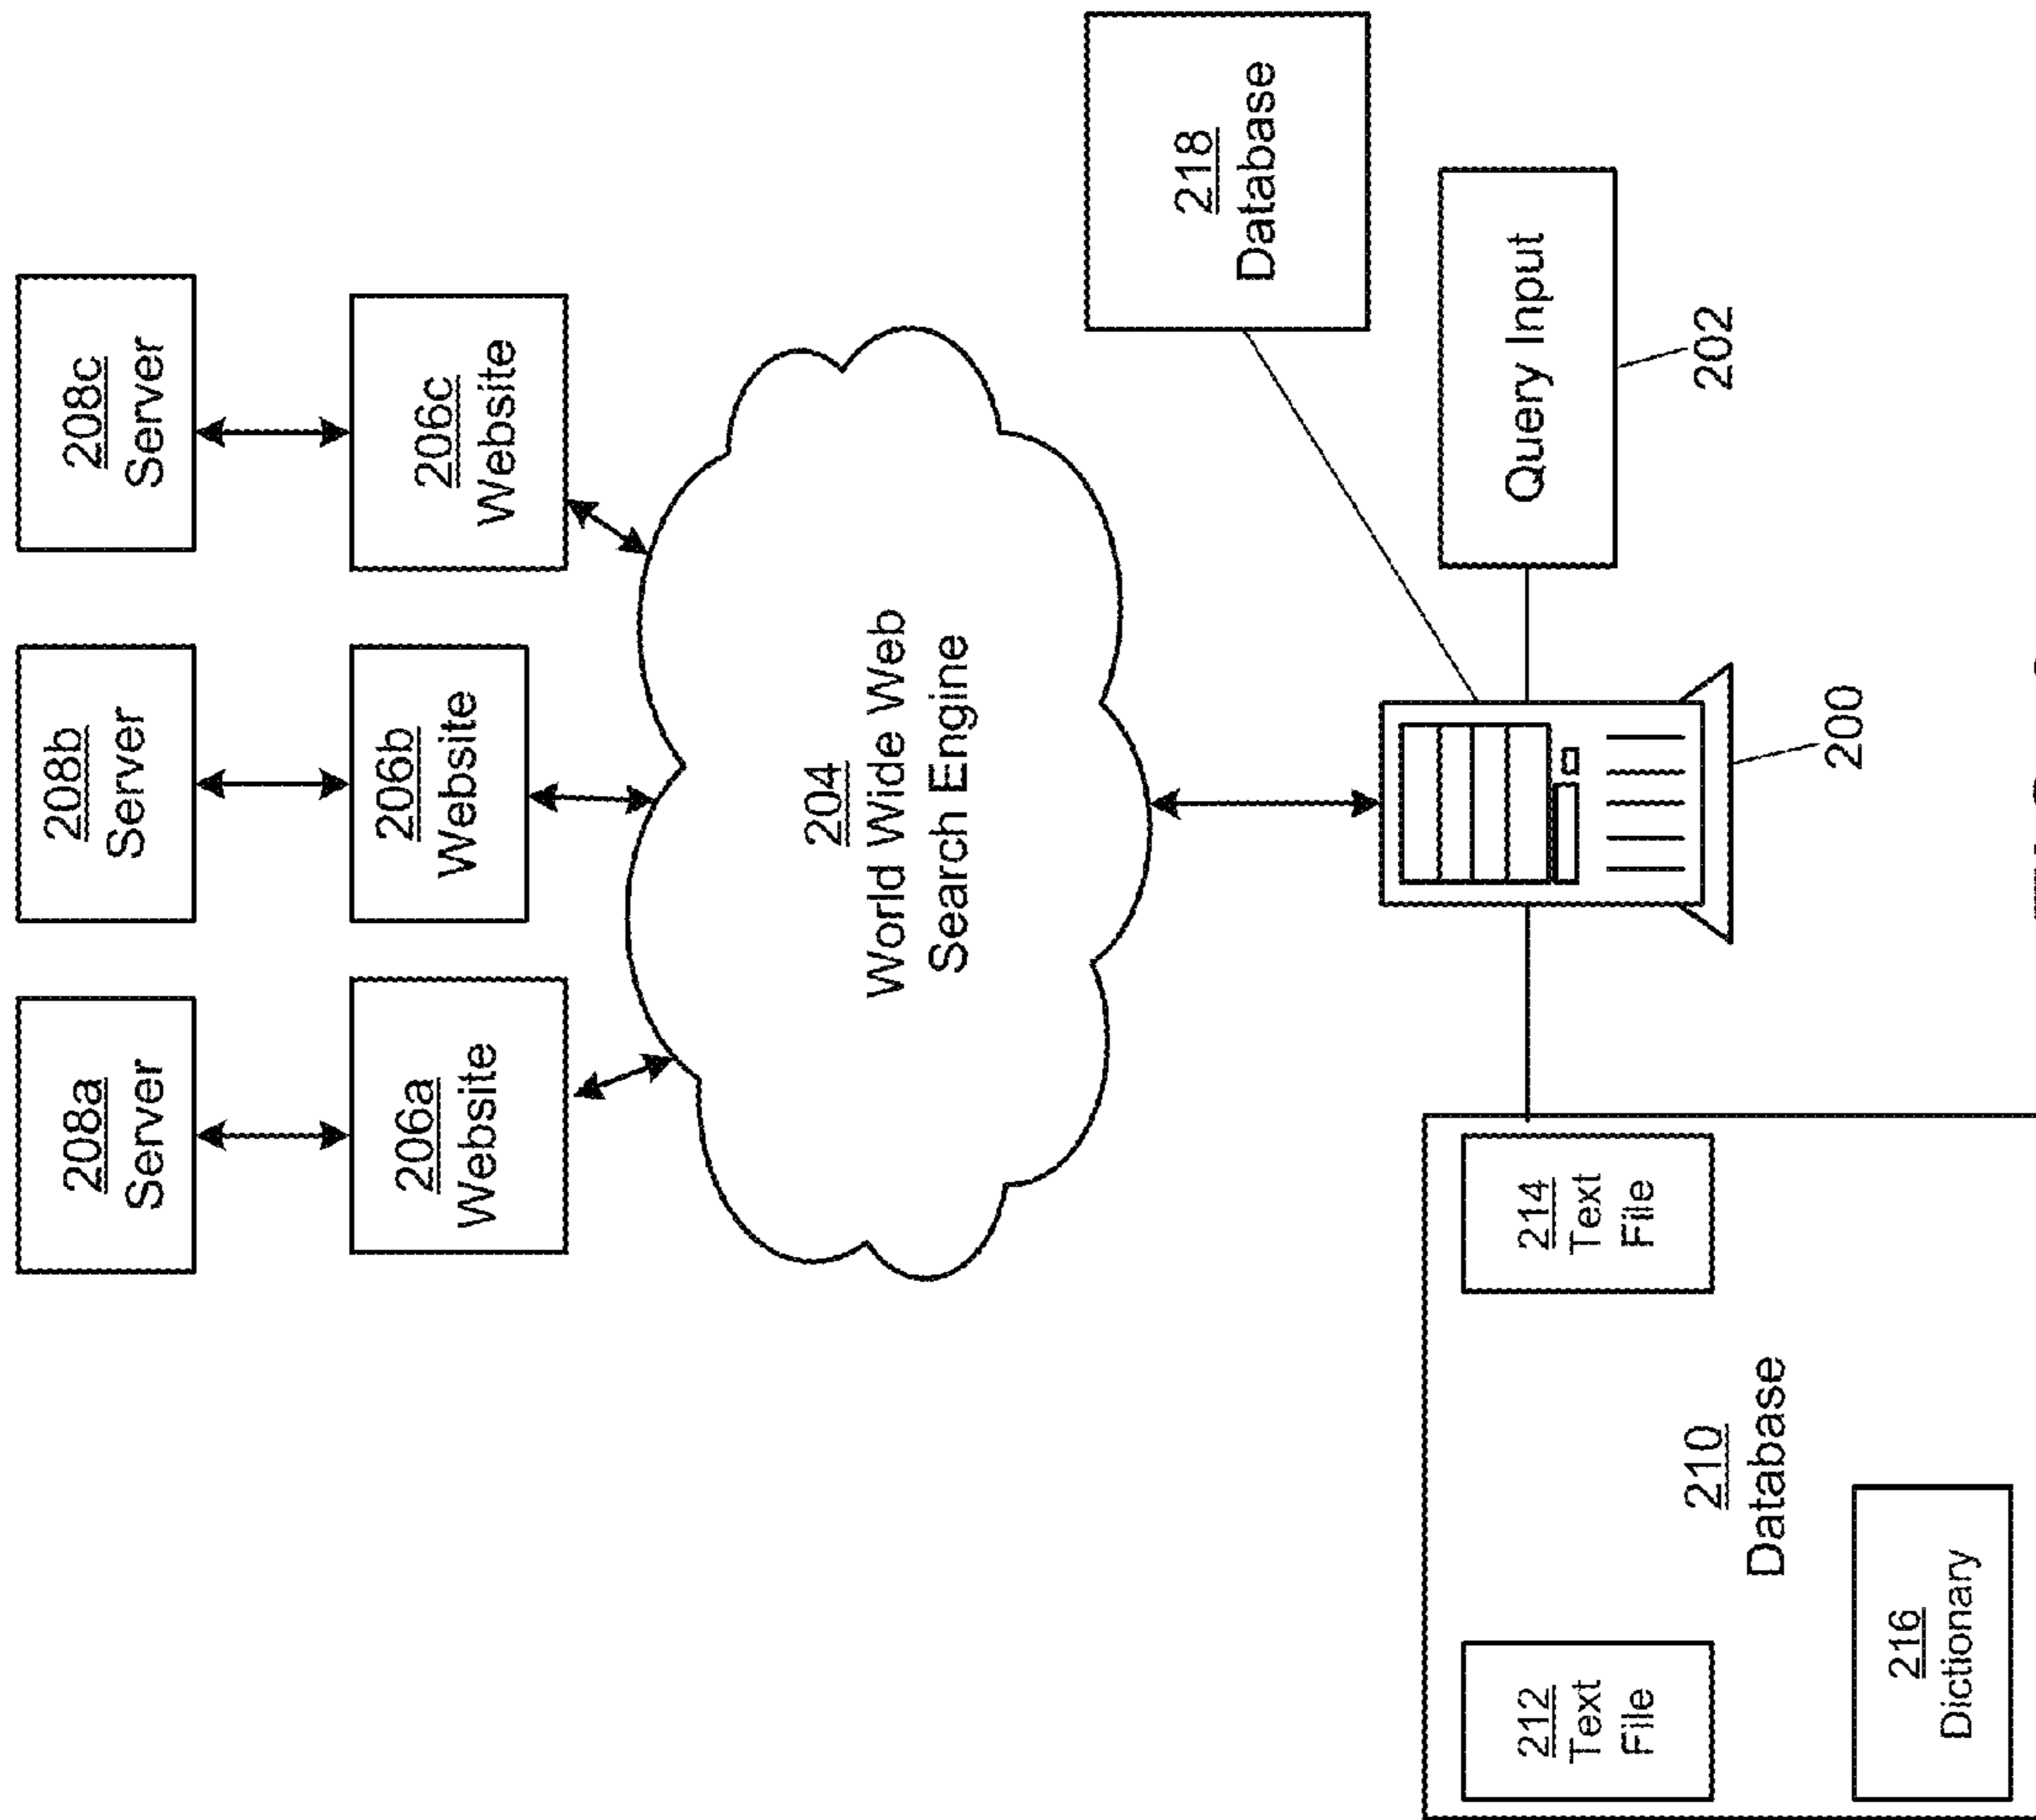 208a
Server
208b
Server
208c
Server
206a
Website
206b
Website
206c
Website
204
World Wide Web
Search Engine
218
Database
Query Input
202
200
212
Text
File
214
Text
File
210
Database
216
Dictionary